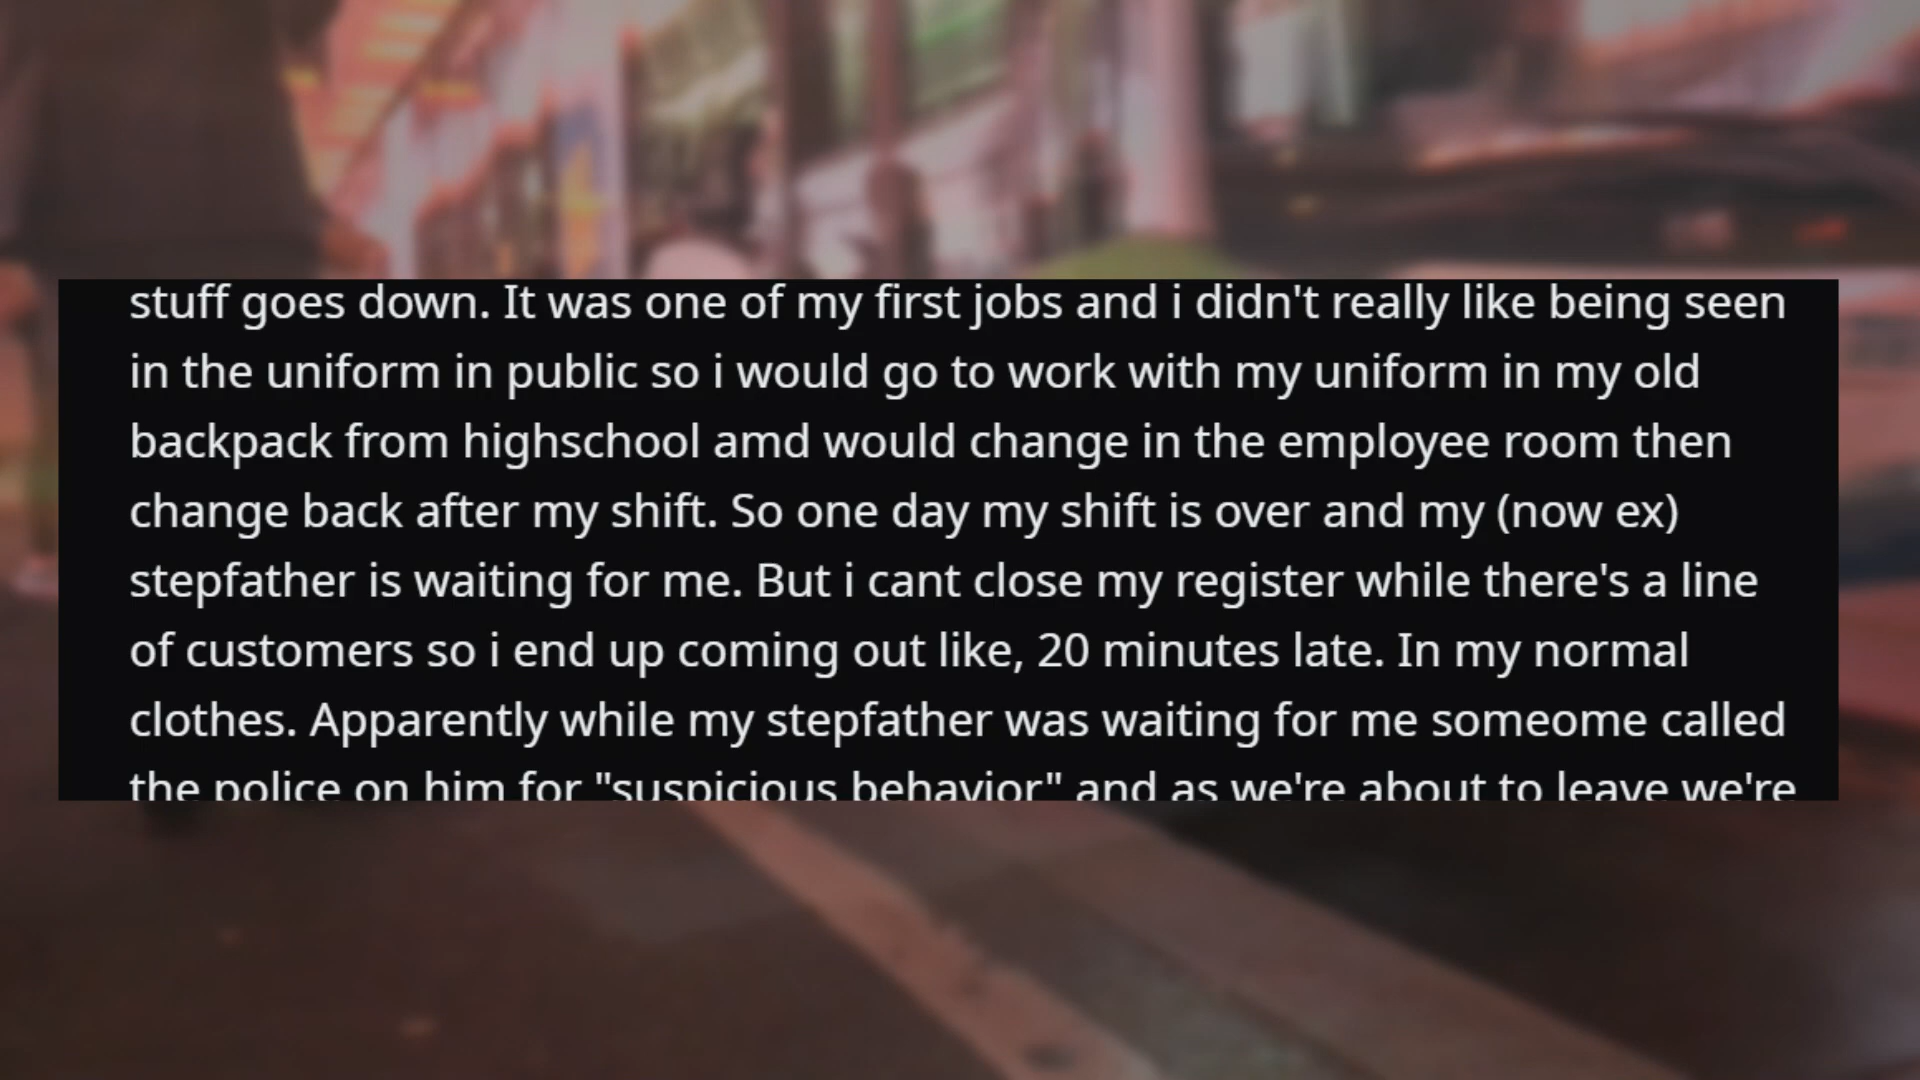 stuff goes down. It was one of my first jobs and i didn't really like being seen
in the uniform in public so i would go to work with my uniform in my old
backpack from highschool amd would change in the employee room then
change back after my shift. So one day my shift is over and my (now ex)
stepfather is waiting for me. But i cant close my register while there's a line
of customers so i end up coming out like, 20 minutes late. In my normal
clothes. Apparently while my stepfather was waiting for me someome called
the police on him for "suspicious behavior" and as we're about to leave we're